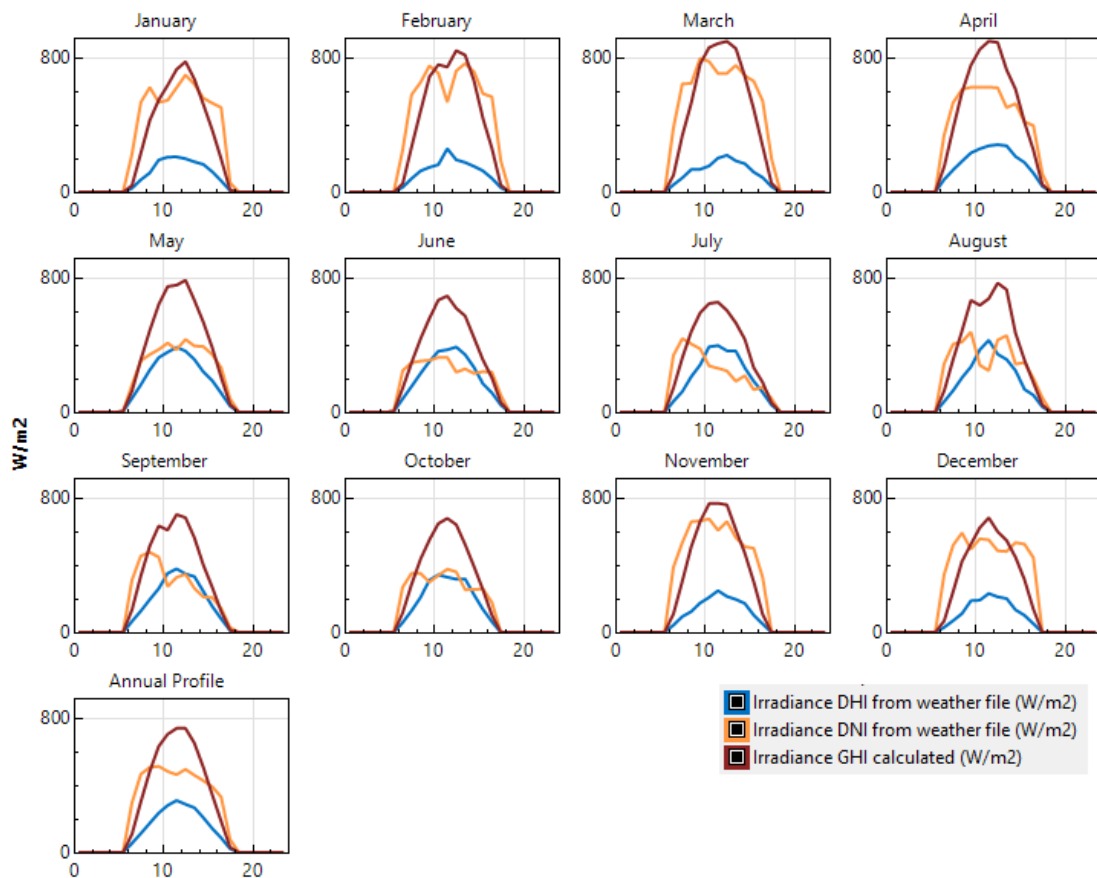 January
February
March
April
800
0
0 10 20
0 10 20
0 10 20
0 10 20
800
0
800
0
800
0
May
June
July
August
800
0
0 10 20
800
0
0 10 20
800
0
0 10 20
800
0
0 10 20
W/m2
September
October
November
December
800
0
0 10 20
800
0
0 10 20
800
0
0 10 20
800
0
0 10 20
Annual Profile
800
0
0 10 20
Irradiance DHI from weather file (W/m2)
Irradiance DNI from weather file (W/m2)
Irradiance GHI calculated (W/m2)